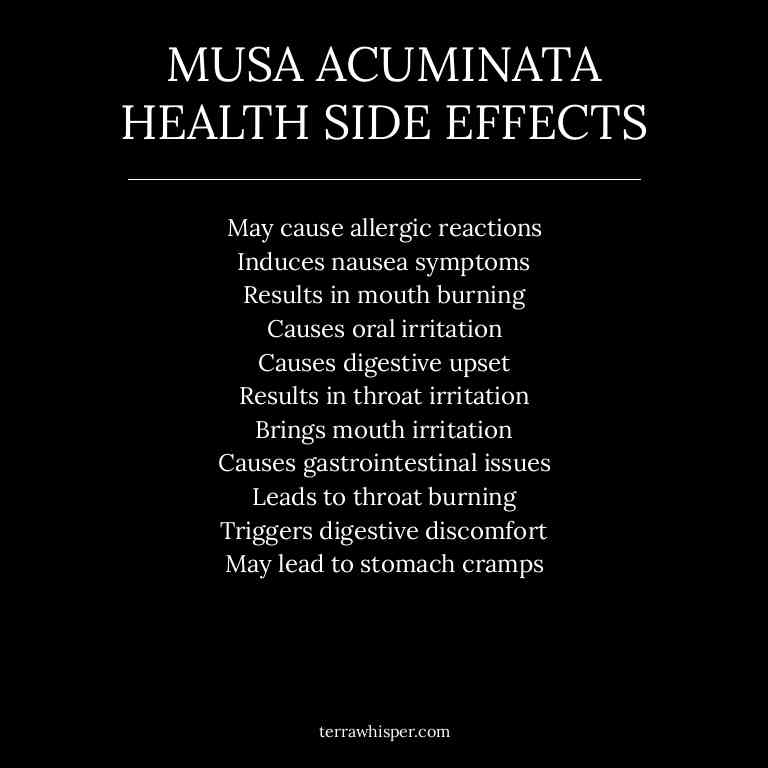 MUSA ACUMINATA
HEALTH SIDE EFFECTS
May cause allergic reactions
Induces nausea symptoms
Results in mouth burning
Causes oral irritation
Causes digestive upset
Results in throat irritation
Brings mouth irritation
Causes gastrointestinal issues
Leads to throat burning
Triggers digestive discomfort
May lead to stomach cramps
terrawhisper.com